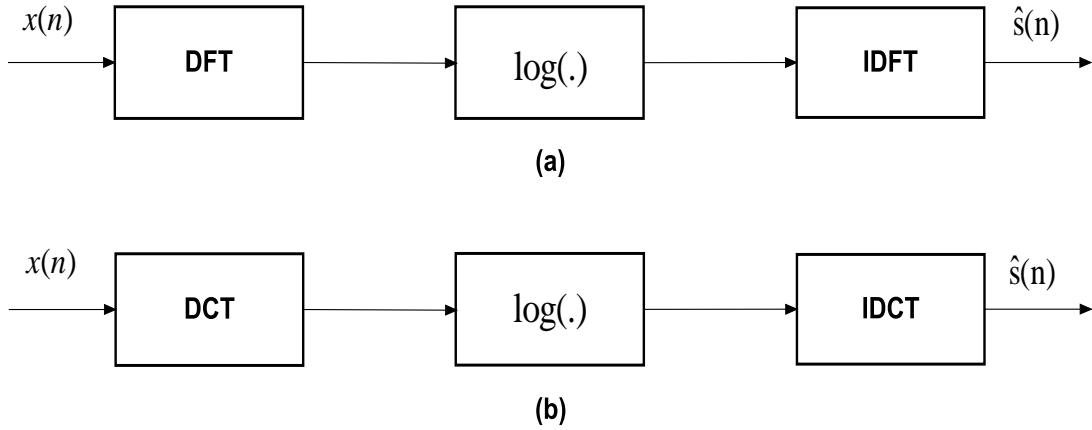 x(n)
DFT
log(.)
IDFT
ŝ(n)
(a)
x(n)
DCT
log(.)
IDCT
ŝ(n)
(b)